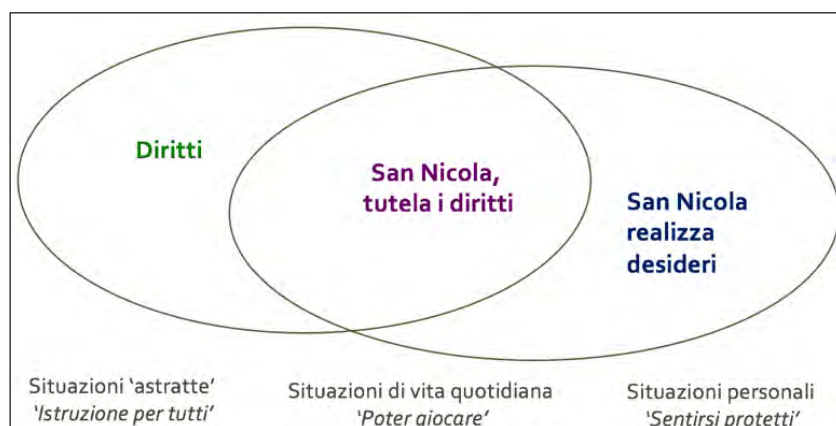 Diritti
San Nicola,
tutela i diritti
San Nicola
realizza
desideri
Situazioni 'astratte'
'Istruzione per tutti'
Situazioni di vita quotidiana
'Poter giocare'
Situazioni personali
'Sentirsi protetti'